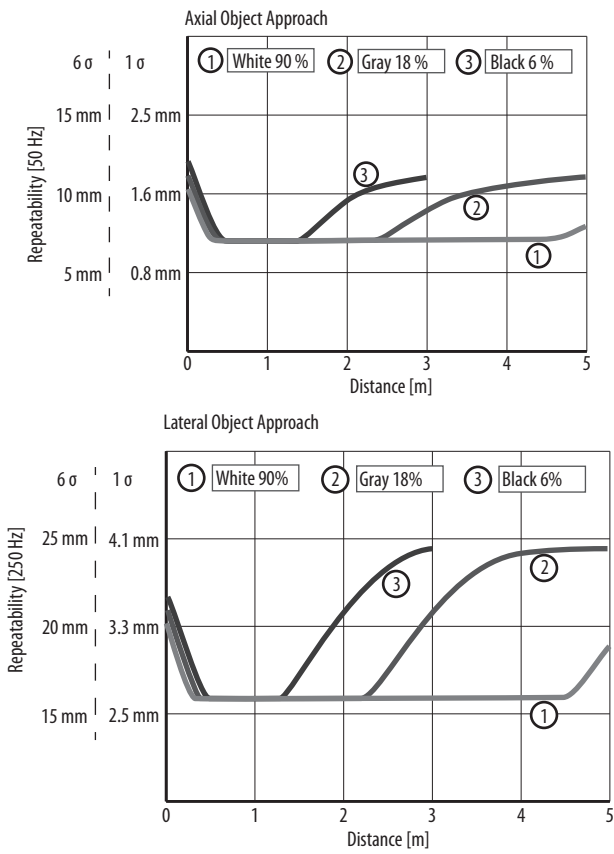 Axial Object Approach
6 σ | 1 σ
① White 90 % ② Gray 18 % ③ Black 6 %
15 mm 2.5 mm
10 mm 1.6 mm
5 mm 0.8 mm
Repeatability [50 Hz]
③
②
①
0 1 2 3 4 5
Distance [m]
Lateral Object Approach
6 σ | 1 σ
① White 90% ② Gray 18% ③ Black 6%
25 mm 4.1 mm
20 mm 3.3 mm
15 mm 2.5 mm
Repeatability [250 Hz]
②
③
①
0 1 2 3 4 5
Distance [m]